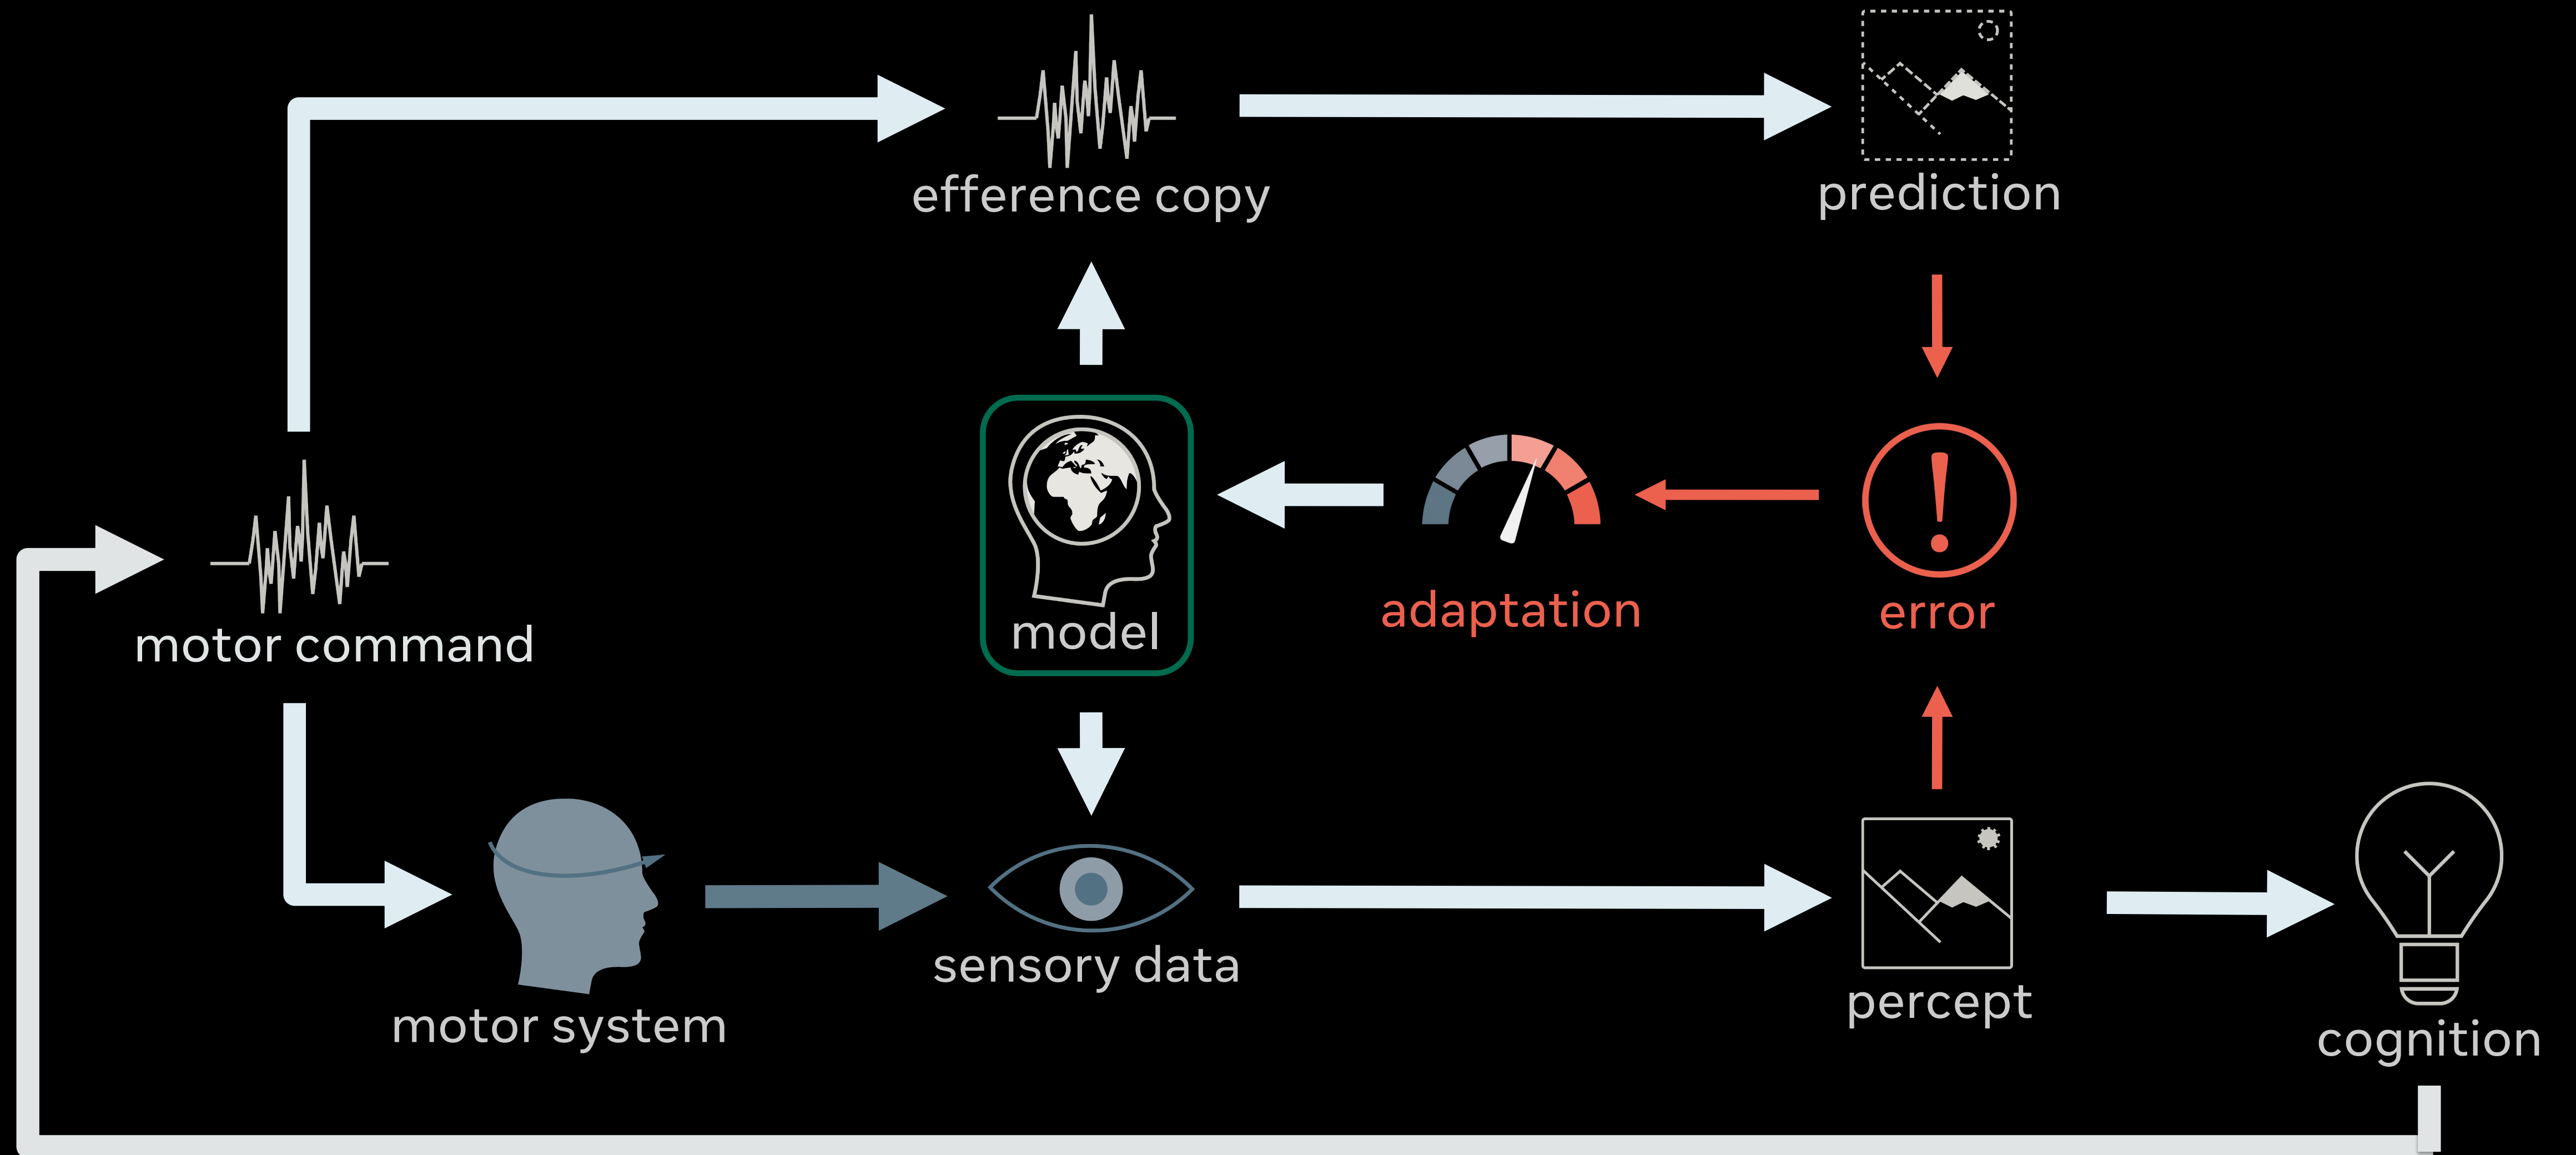 efference copy
prediction
motor command
model
adaptation
error
motor system
sensory data
percept
cognition